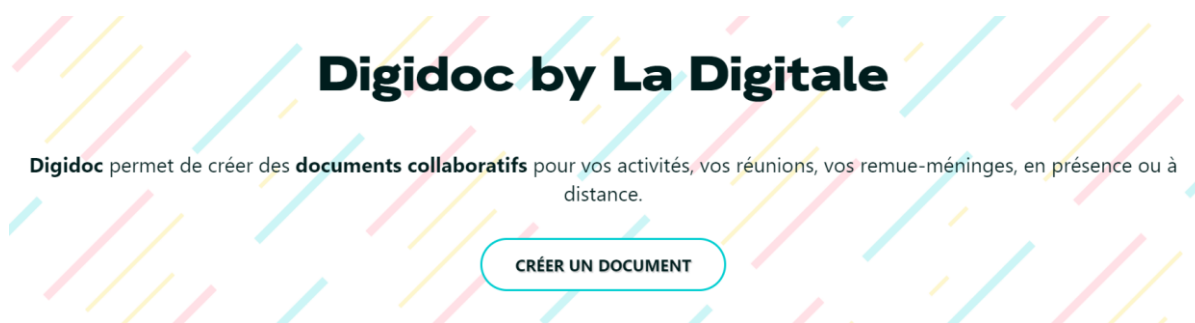 Digidoc by La Digitale
Digidoc permet de créer des documents collaboratifs pour vos activités, vos réunions, vos remue-méninges, en présence ou à
distance.
CRÉER UN DOCUMENT